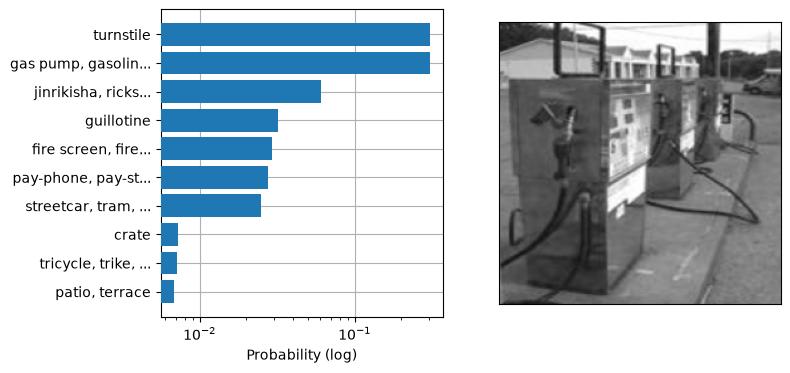 turnstile
gas pump, gasolin...
jinrikisha, ricks...
guillotine
fire screen, fire...
pay-phone, pay-st...
streetcar, tram, ...
crate
tricycle, trike, ...
patio, terrace
10⁻² 10⁻¹
Probability (log)